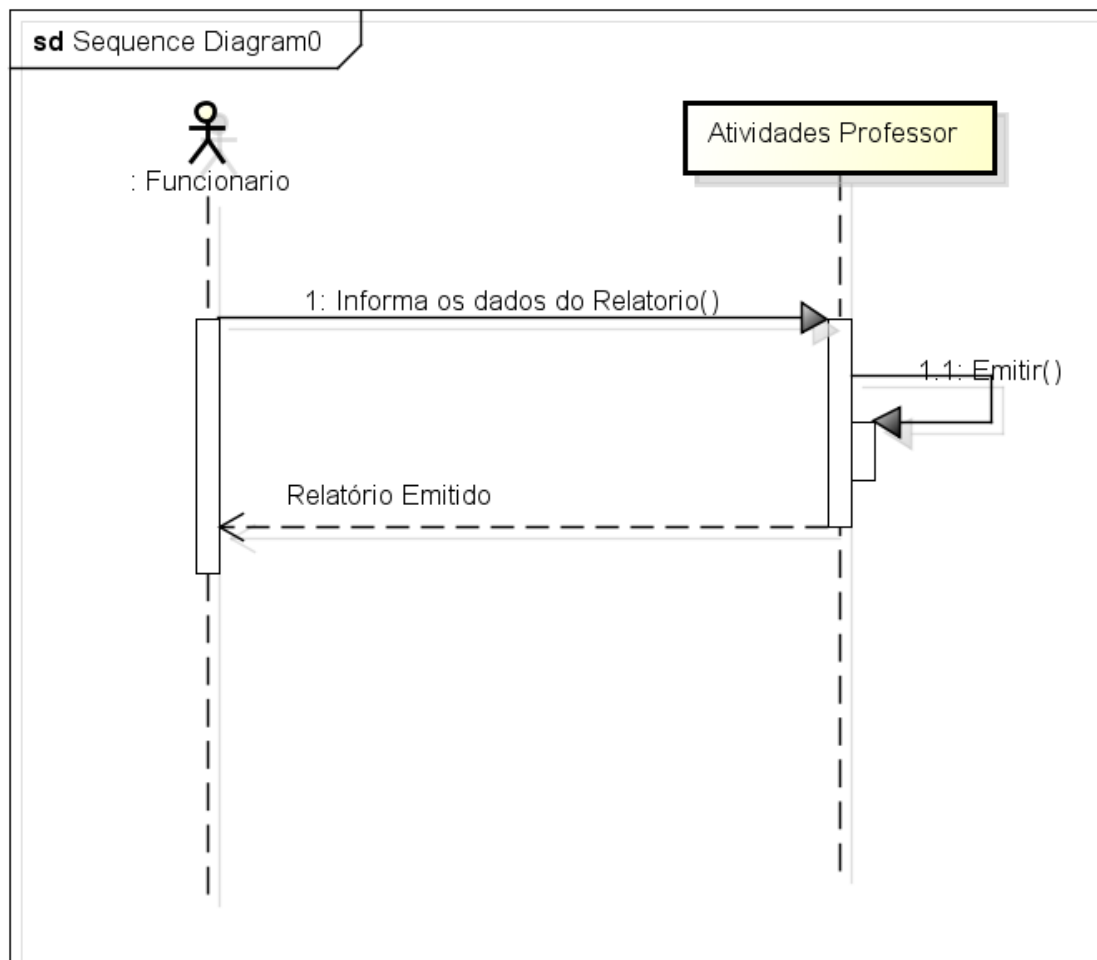 sd Sequence Diagram0
: Funcionario
Atividades Professor
1: Informa os dados do Relatorio()
1.1: Emitir()
Relatório Emitido